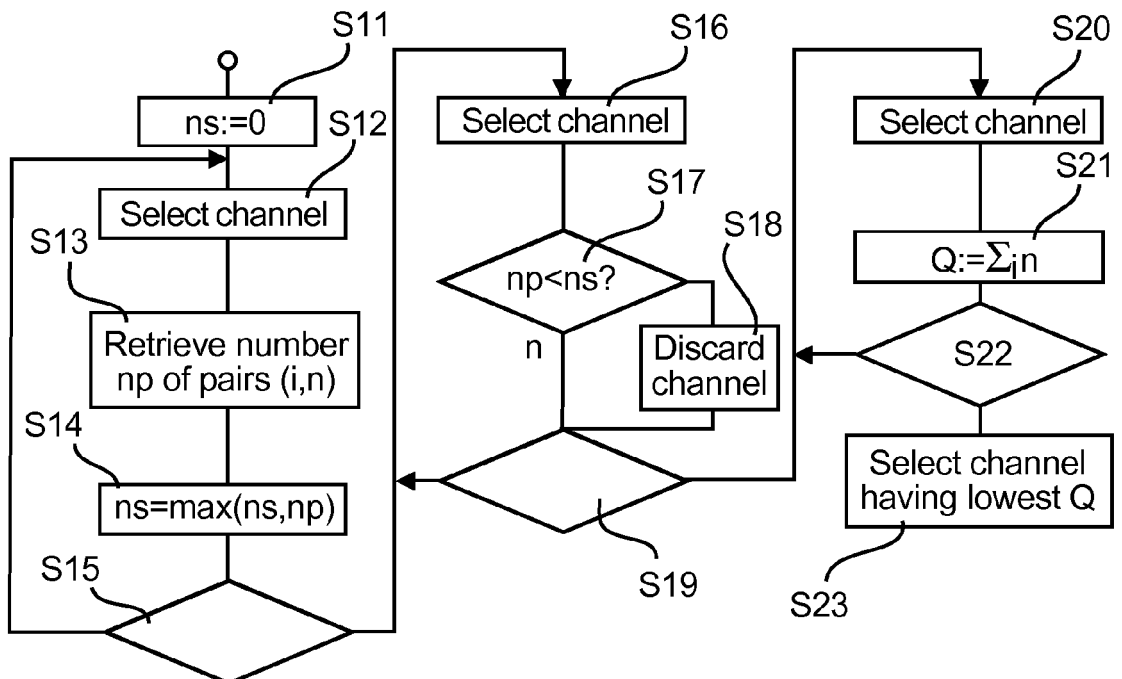 S11
ns:=0
S12
Select channel
S13
Retrieve number
np of pairs (i,n)
S14
ns=max(ns,np)
S15
S16
Select channel
S17
np<ns?
n
S18
Discard
channel
S19
S20
Select channel
S21
Q:=Σin
S22
Select channel
having lowest Q
S23